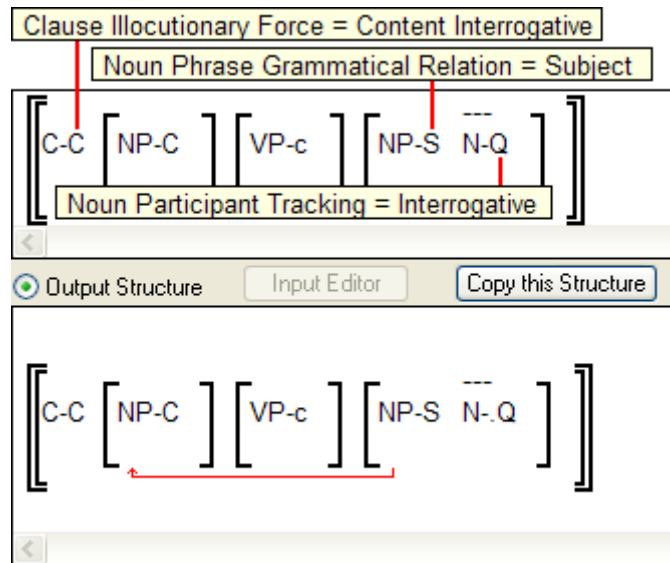 Clause Illocutionary Force = Content Interrogative
Noun Phrase Grammatical Relation = Subject
---
C-C NP-C VP-c NP-S N-Q
Noun Participant Tracking = Interrogative
Output Structure Input Editor Copy this Structure
---
C-C NP-C VP-c NP-S N-.Q